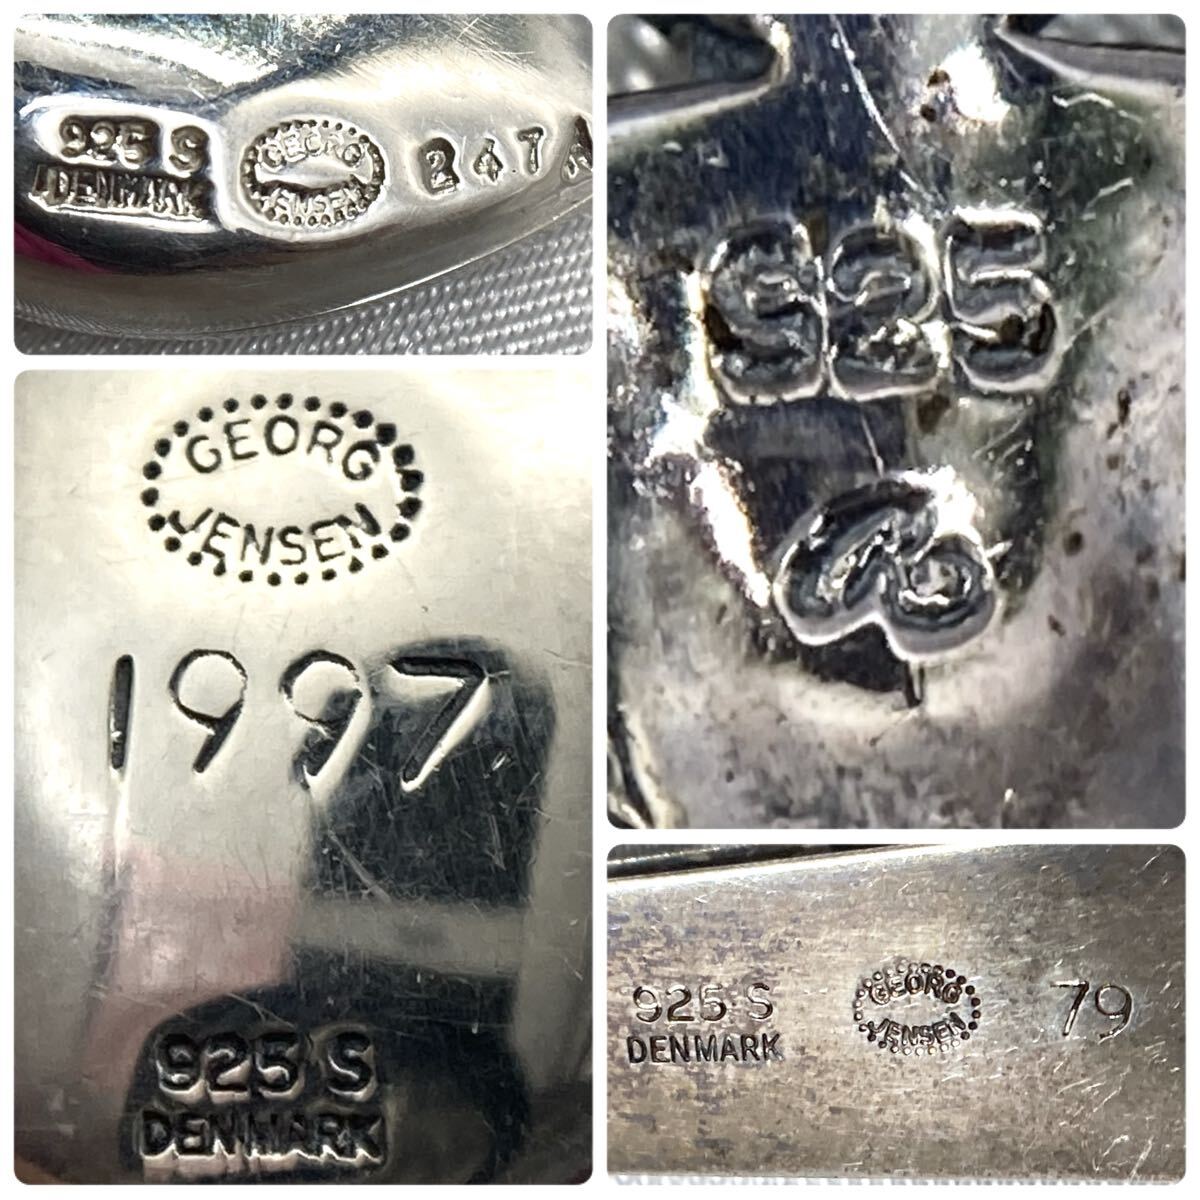 925 S
DENMARK
GEORG
JENSEN
247 A
925
GEORG
JENSEN
1997
925 S
DENMARK
925 S
DENMARK
GEORG
JENSEN
79